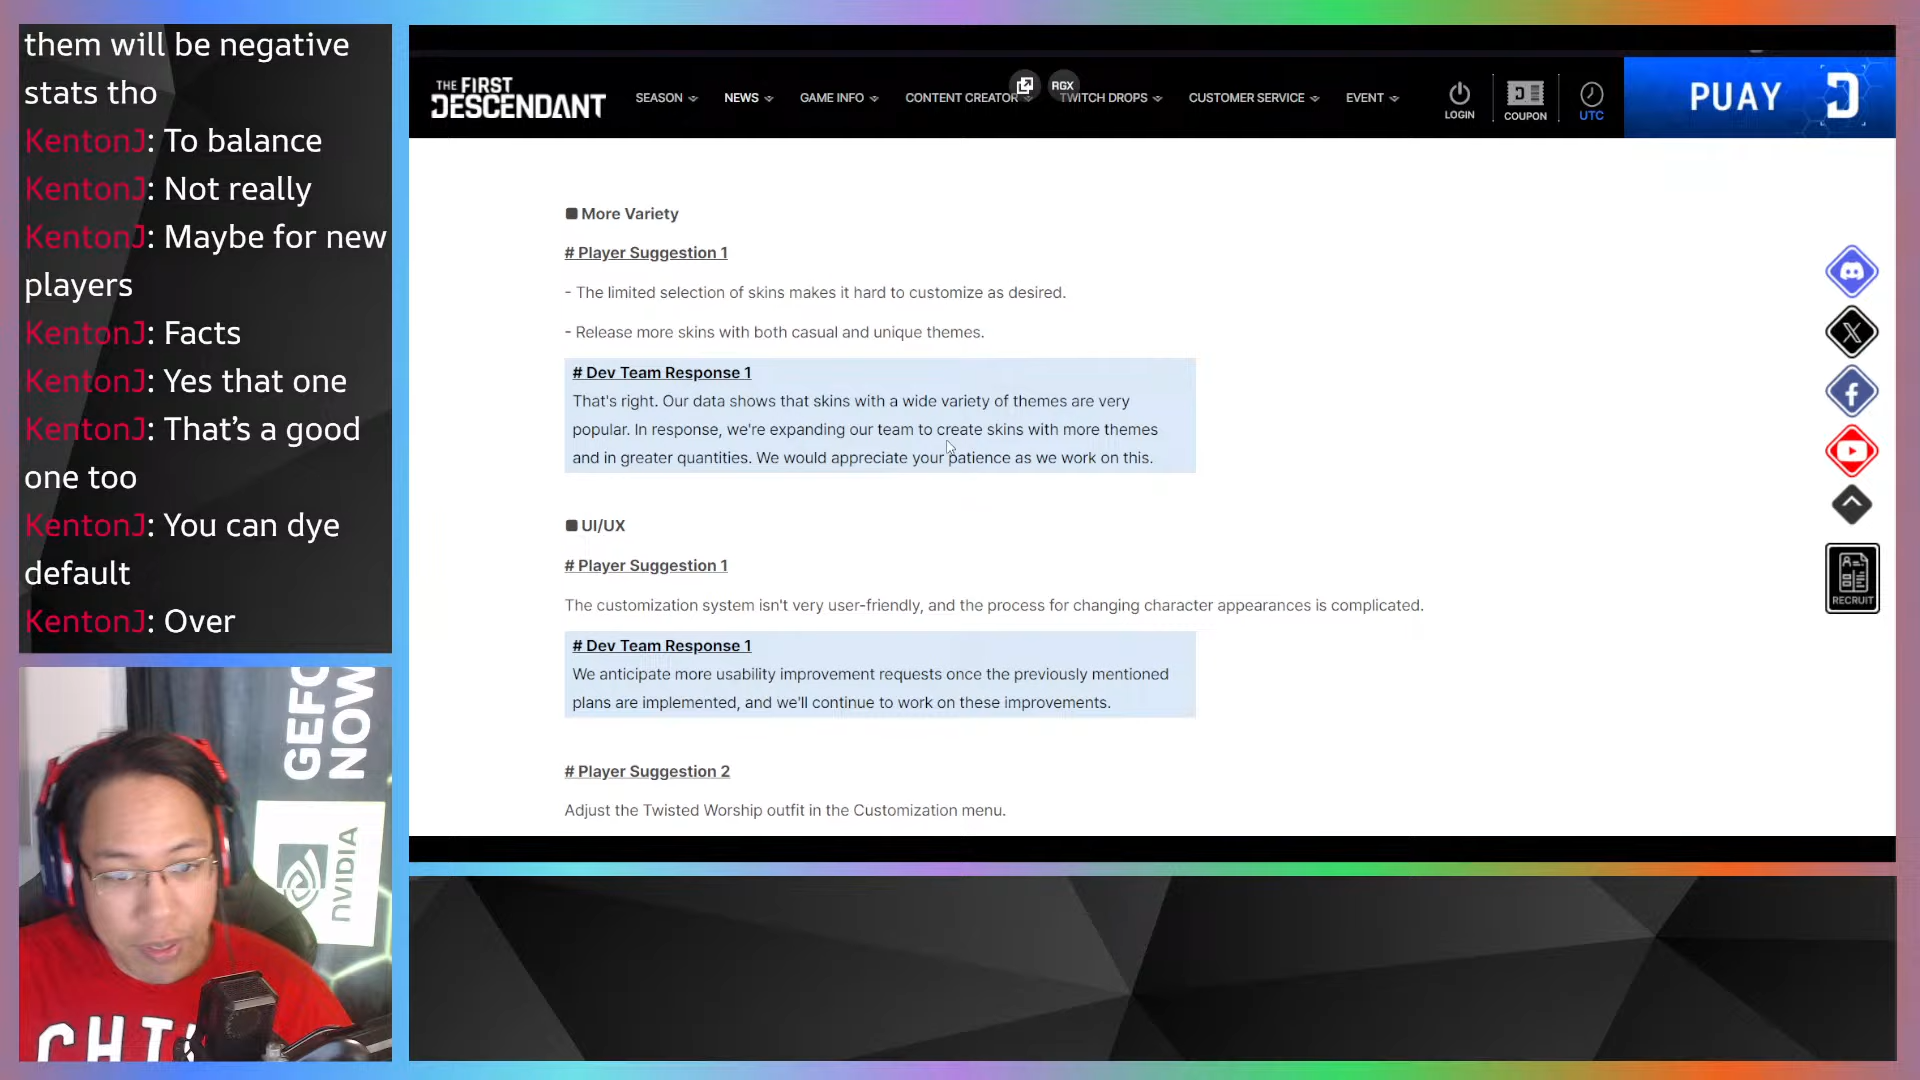 them will be negative
stats tho
KentonJ: To balance
KentonJ: Not really
KentonJ: Maybe for new
players
KentonJ: Facts
KentonJ: Yes that one
KentonJ: That’s a good
one too
KentonJ: You can dye
default
KentonJ: Over
THE FIRST
DESCENDANT
SEASON
NEWS
GAME INFO
CONTENT CREATOR
RGX
TWITCH DROPS
CUSTOMER SERVICE
EVENT
LOGIN
COUPON
UTC
PUAY
More Variety
# Player Suggestion 1
- The limited selection of skins makes it hard to customize as desired.
- Release more skins with both casual and unique themes.
# Dev Team Response 1
That's right. Our data shows that skins with a wide variety of themes are very
popular. In response, we're expanding our team to create skins with more themes
and in greater quantities. We would appreciate your patience as we work on this.
UI/UX
# Player Suggestion 1
The customization system isn't very user-friendly, and the process for changing character appearances is complicated.
# Dev Team Response 1
We anticipate more usability improvement requests once the previously mentioned
plans are implemented, and we'll continue to work on these improvements.
# Player Suggestion 2
Adjust the Twisted Worship outfit in the Customization menu.
RECRUIT
NOW
NVIDIA